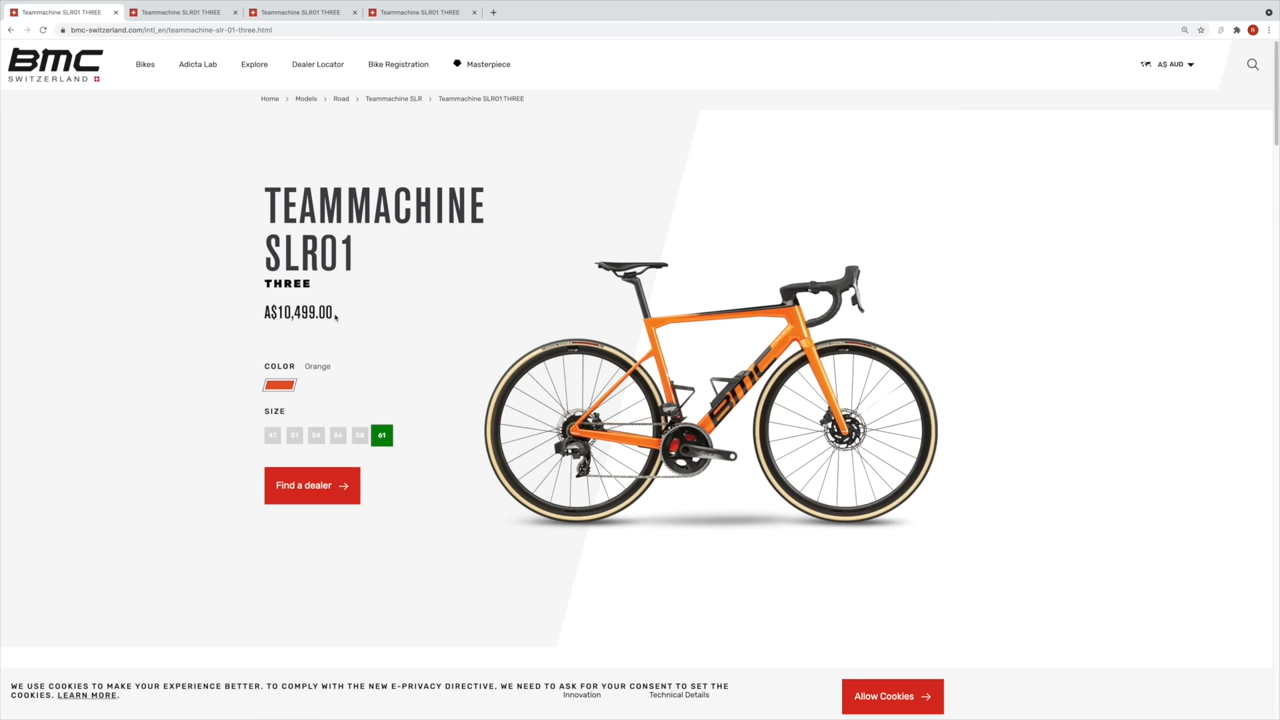 Teammachine SLR01 THREE
Teammachine SLR01 THREE
Teammachine SLR01 THREE
Teammachine SLR01 THREE
bmc-switzerland.com/intl_en/teammachine-slr-01-three.html
R
BMC
SWITZERLAND
Bikes
Adicta Lab
Explore
Dealer Locator
Bike Registration
Masterpiece
A$ AUD
Home > Models > Road > Teammachine SLR > Teammachine SLR01 THREE
TEAMMACHINE
SLR01
THREE
A$10,499.00
COLOR Orange
SIZE
47 51 54 56 58 61
Find a dealer
BMC
WE USE COOKIES TO MAKE YOUR EXPERIENCE BETTER. TO COMPLY WITH THE NEW E-PRIVACY DIRECTIVE, WE NEED TO ASK FOR YOUR CONSENT TO SET THE
COOKIES. LEARN MORE.
Innovation
Technical Details
Allow Cookies